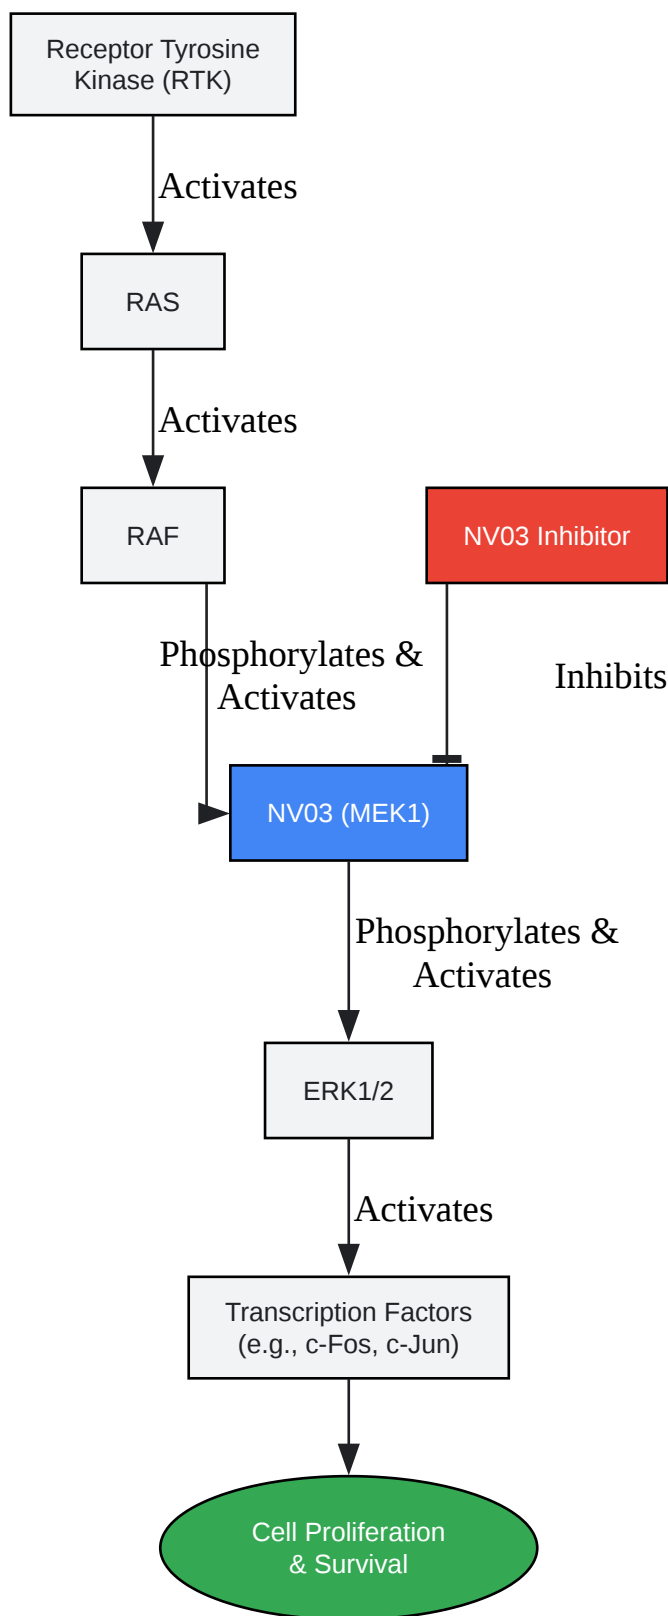 Receptor Tyrosine
Kinase (RTK)
Activates
RAS
Activates
RAF
NV03 Inhibitor
Phosphorylates &
Activates
Inhibits
NV03 (MEK1)
Phosphorylates &
Activates
ERK1/2
Activates
Transcription Factors
(e.g., c-Fos, c-Jun)
Cell Proliferation
& Survival